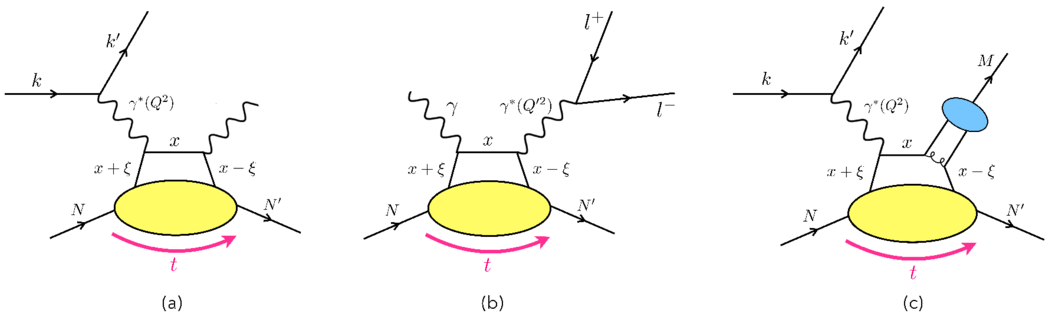 k
k′
γ*(Q²)
x
x + ξ
x − ξ
N
N′
t
(a)
γ
γ*(Q′²)
l⁺
l⁻
x
x + ξ
x − ξ
N
N′
t
(b)
k
k′
γ*(Q²)
M
x
x + ξ
x − ξ
N
N′
t
(c)